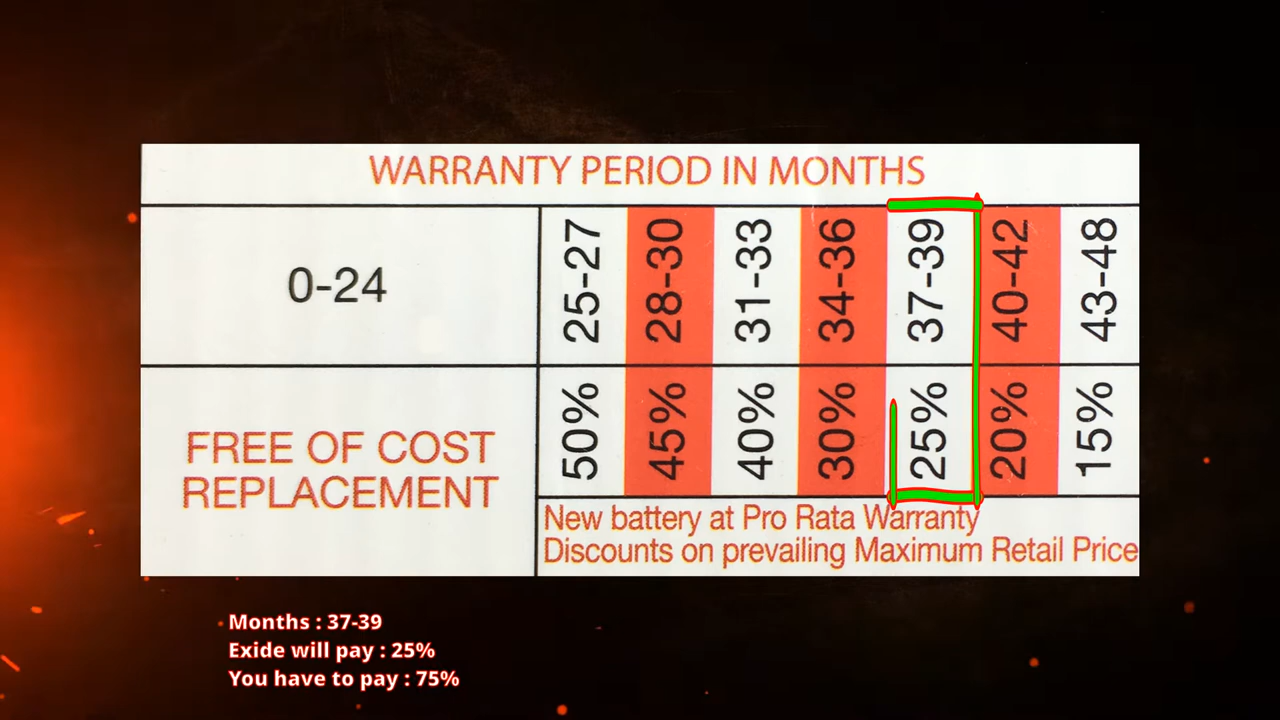 WARRANTY PERIOD IN MONTHS
0-24 25-27 28-30 31-33 34-36 37-39 40-42 43-48
FREE OF COST
REPLACEMENT
50% 45% 40% 30% 25% 20% 15%
New battery at Pro Rata Warranty
Discounts on prevailing Maximum Retail Price
Months : 37-39
Exide will pay : 25%
You have to pay : 75%